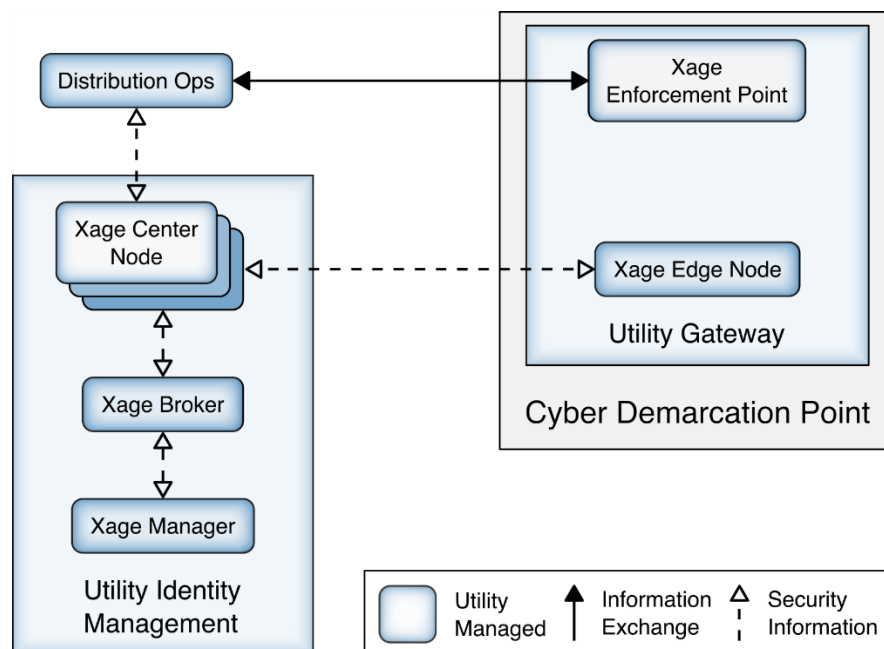 Distribution Ops
Xage
Enforcement Point
Xage Center
Node
Xage Edge Node
Utility Gateway
Xage Broker
Cyber Demarcation Point
Xage Manager
Utility Identity
Management
Utility
Managed
Information
Exchange
Security
Information